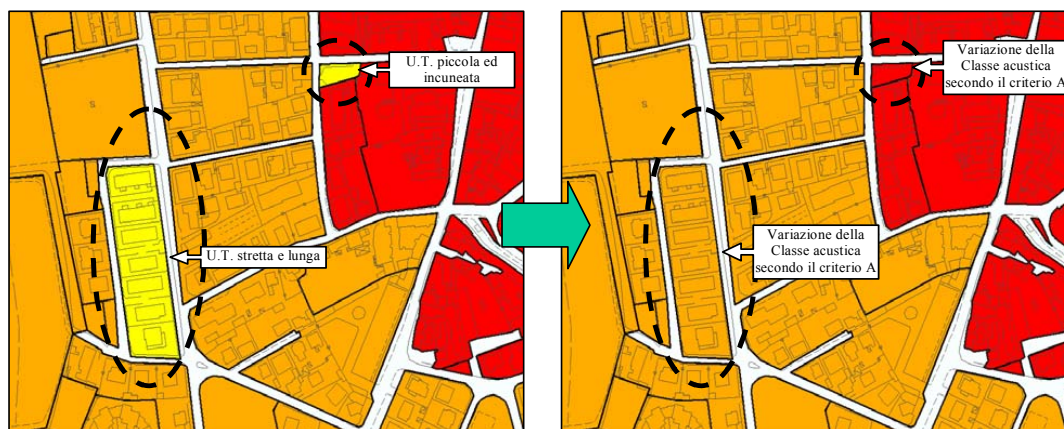 U.T. piccola ed
incuneata
U.T. stretta e lunga
Variazione della
Classe acustica
secondo il criterio A
Variazione della
Classe acustica
secondo il criterio A